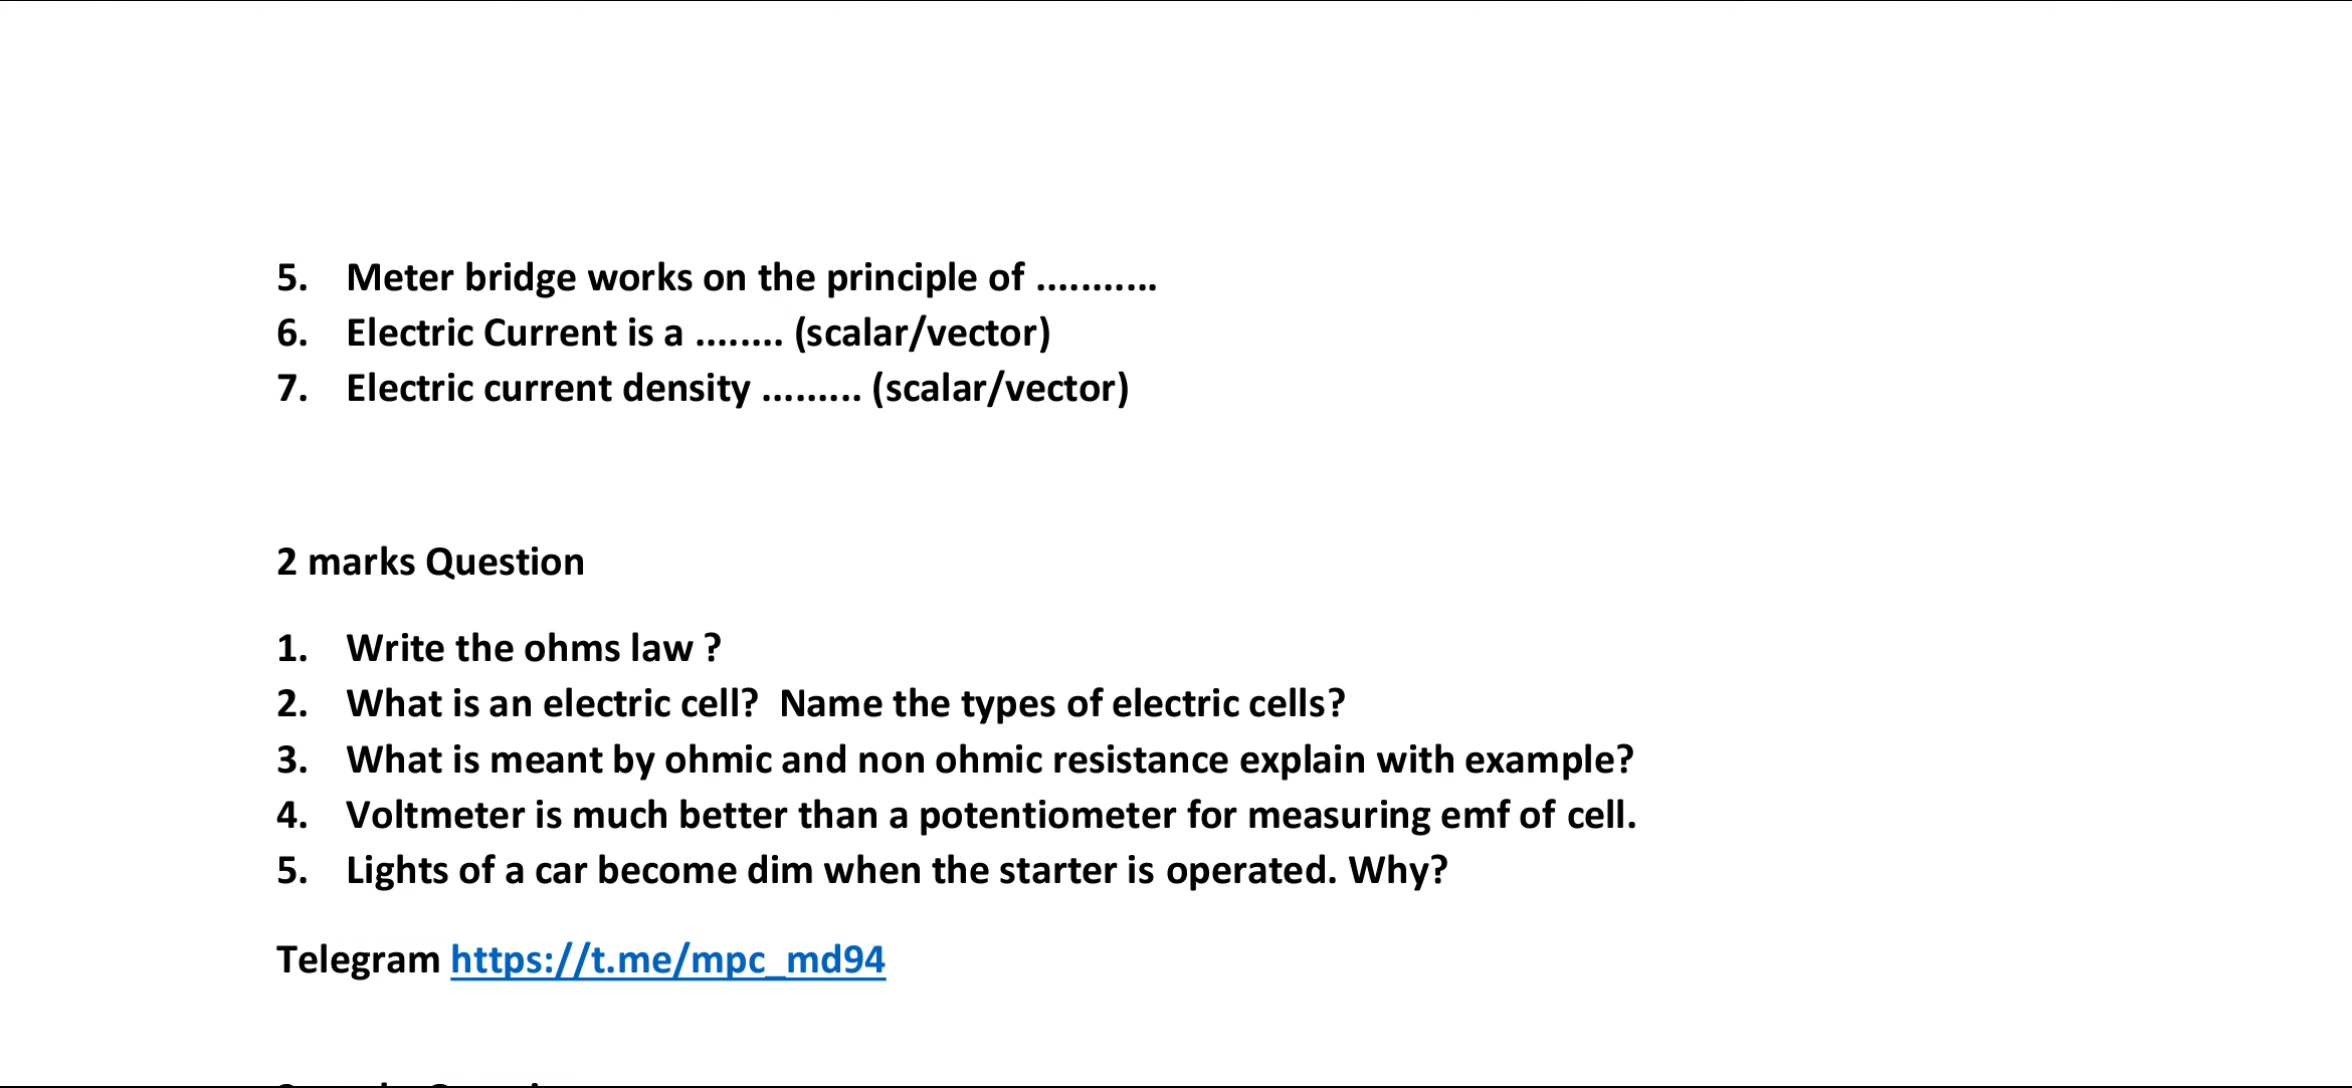 5. Meter bridge works on the principle of ...........
6. Electric Current is a ........ (scalar/vector)
7. Electric current density ......... (scalar/vector)
2 marks Question
1. Write the ohms law ?
2. What is an electric cell?  Name the types of electric cells?
3. What is meant by ohmic and non ohmic resistance explain with example?
4. Voltmeter is much better than a potentiometer for measuring emf of cell.
5. Lights of a car become dim when the starter is operated. Why?
Telegram https://t.me/mpc_md94